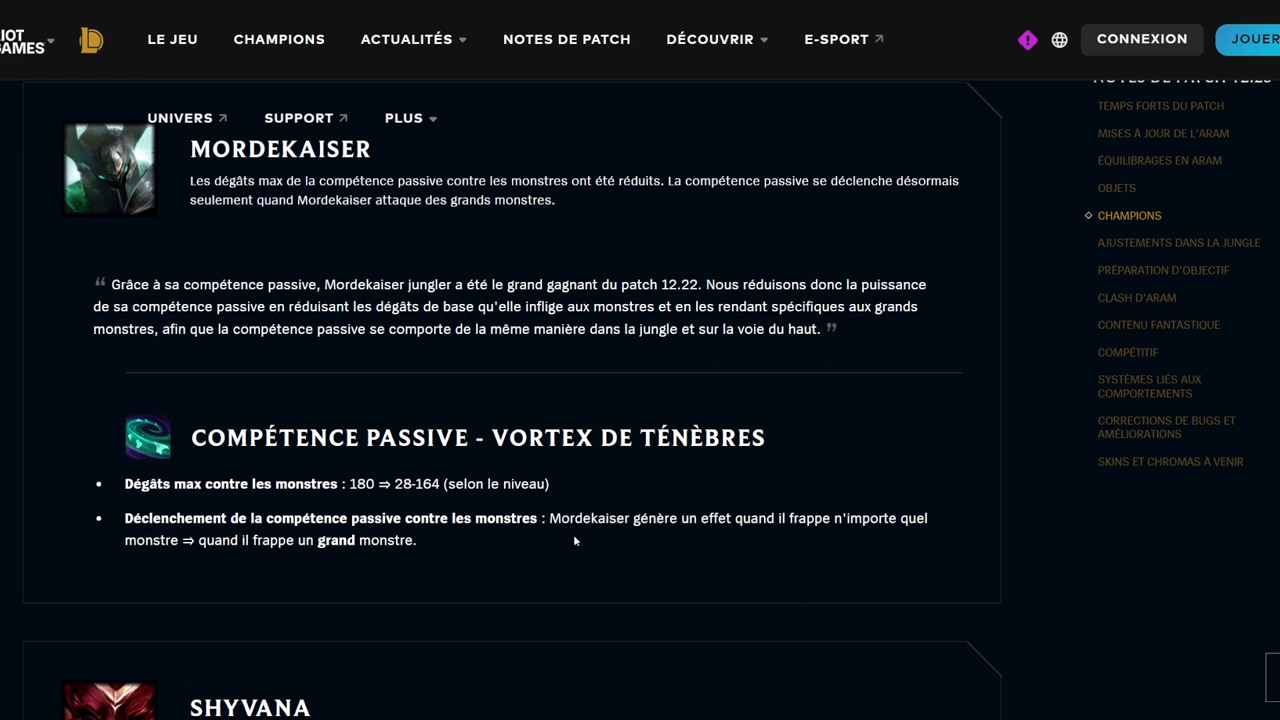 IOT
GAMES
LE JEU
CHAMPIONS
ACTUALITÉS
NOTES DE PATCH
DÉCOUVRIR
E-SPORT
CONNEXION
JOUER
UNIVERS
SUPPORT
PLUS
MORDEKAISER
Les dégâts max de la compétence passive contre les monstres ont été réduits. La compétence passive se déclenche désormais
seulement quand Mordekaiser attaque des grands monstres.
“ Grâce à sa compétence passive, Mordekaiser jungler a été le grand gagnant du patch 12.22. Nous réduisons donc la puissance
de sa compétence passive en réduisant les dégâts de base qu'elle inflige aux monstres et en les rendant spécifiques aux grands
monstres, afin que la compétence passive se comporte de la même manière dans la jungle et sur la voie du haut. ”
COMPÉTENCE PASSIVE - VORTEX DE TÉNÈBRES
• Dégâts max contre les monstres : 180 ⇒ 28-164 (selon le niveau)
• Déclenchement de la compétence passive contre les monstres : Mordekaiser génère un effet quand il frappe n'importe quel
monstre ⇒ quand il frappe un grand monstre.
SHYVANA
TEMPS FORTS DU PATCH
MISES À JOUR DE L'ARAM
ÉQUILIBRAGES EN ARAM
OBJETS
CHAMPIONS
AJUSTEMENTS DANS LA JUNGLE
PRÉPARATION D'OBJECTIF
CLASH D'ARAM
CONTENU FANTASTIQUE
COMPÉTITIF
SYSTÈMES LIÉS AUX
COMPORTEMENTS
CORRECTIONS DE BUGS ET
AMÉLIORATIONS
SKINS ET CHROMAS À VENIR